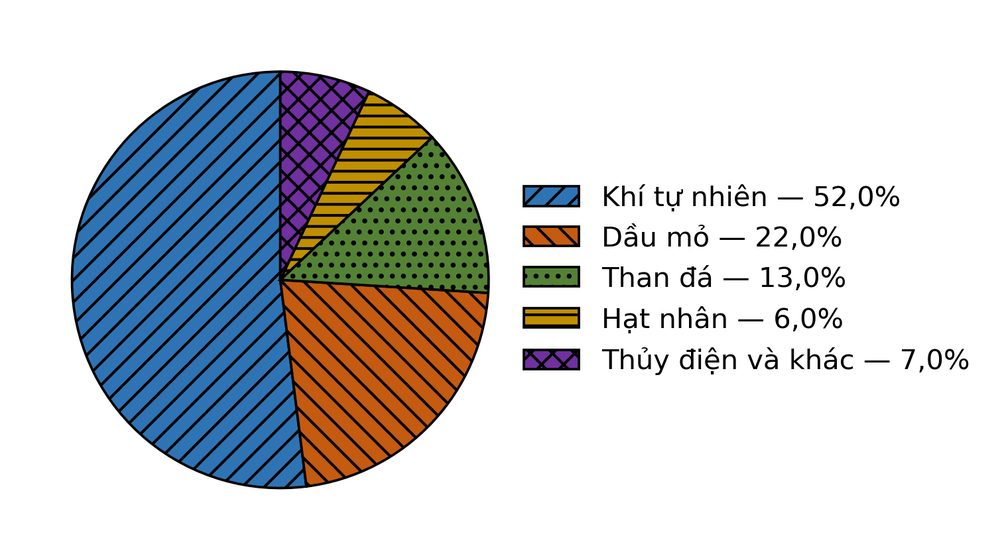 Khí tự nhiên — 52,0%
Dầu mỏ — 22,0%
Than đá — 13,0%
Hạt nhân — 6,0%
Thủy điện và khác — 7,0%